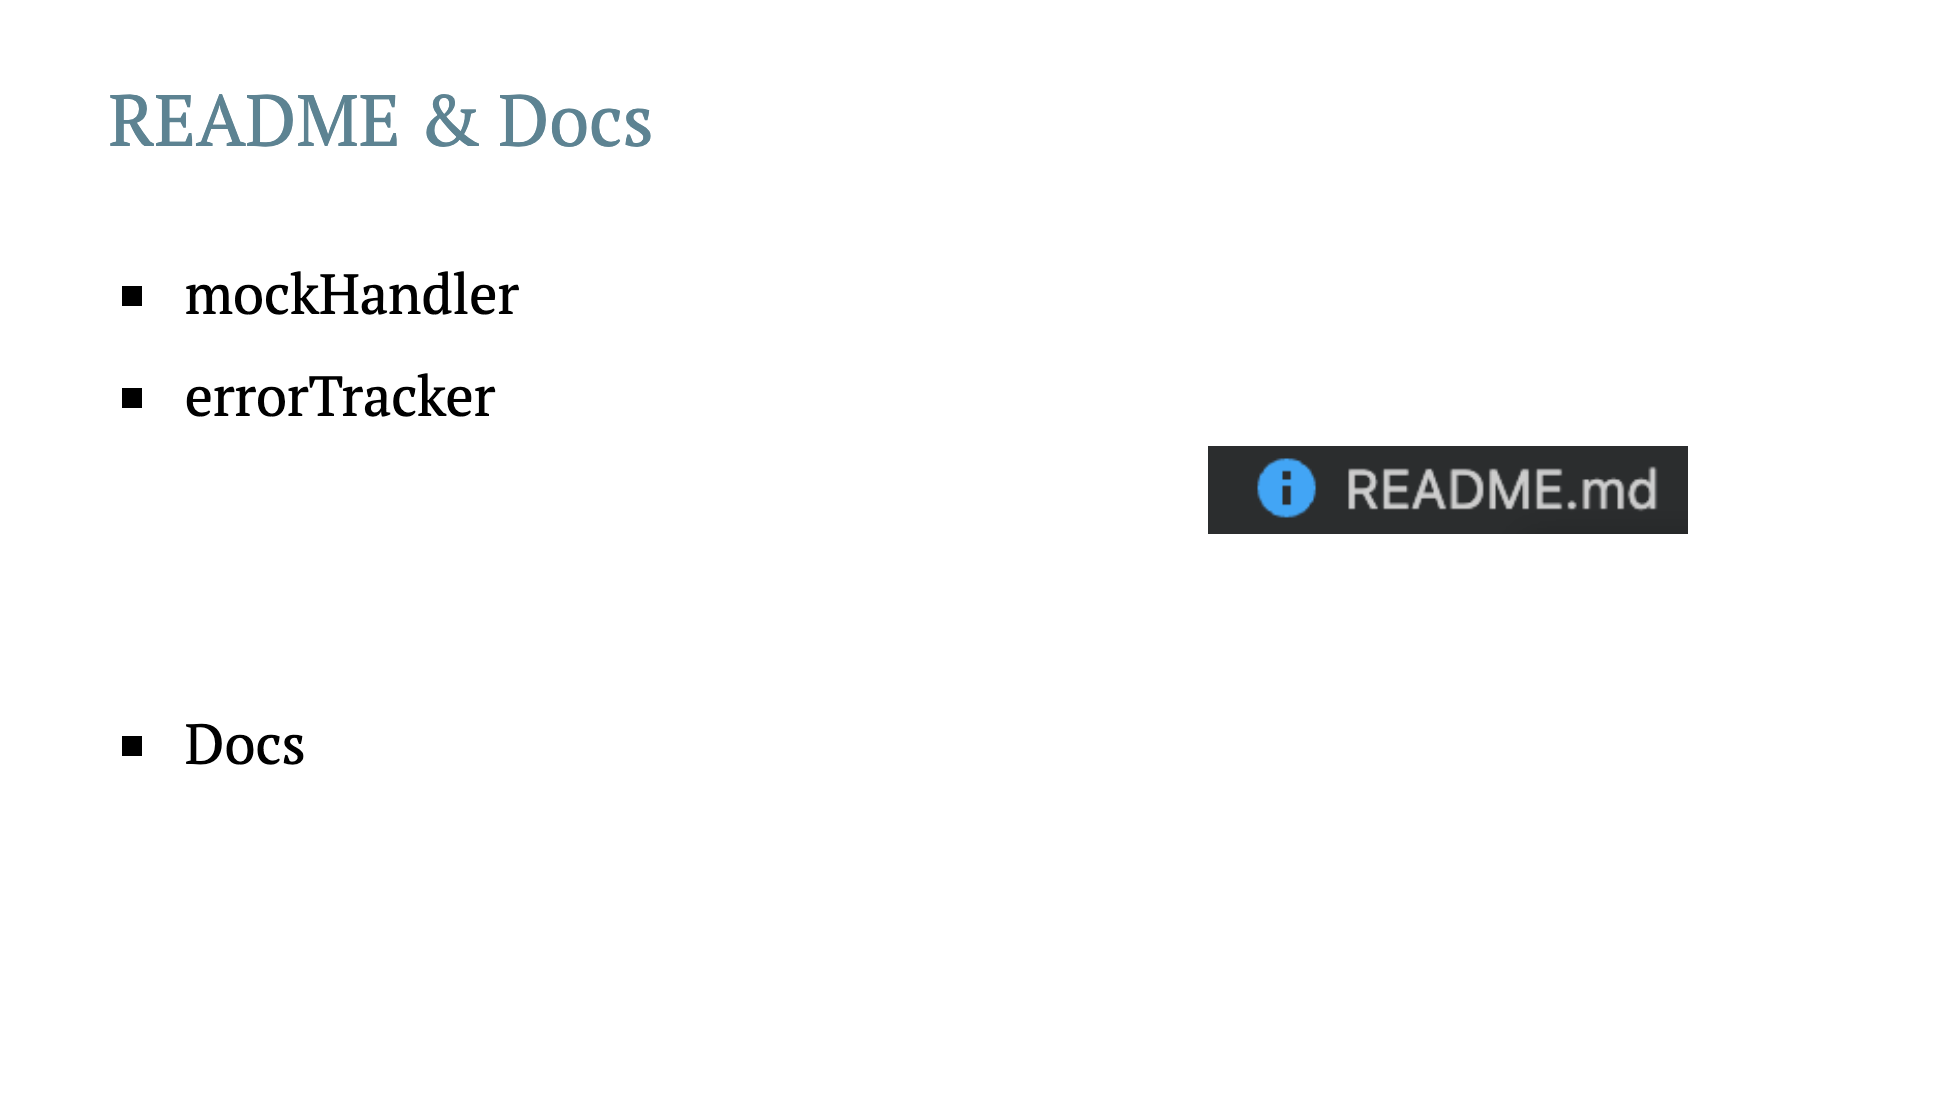 README & Docs
mockHandler
errorTracker
README.md
Docs